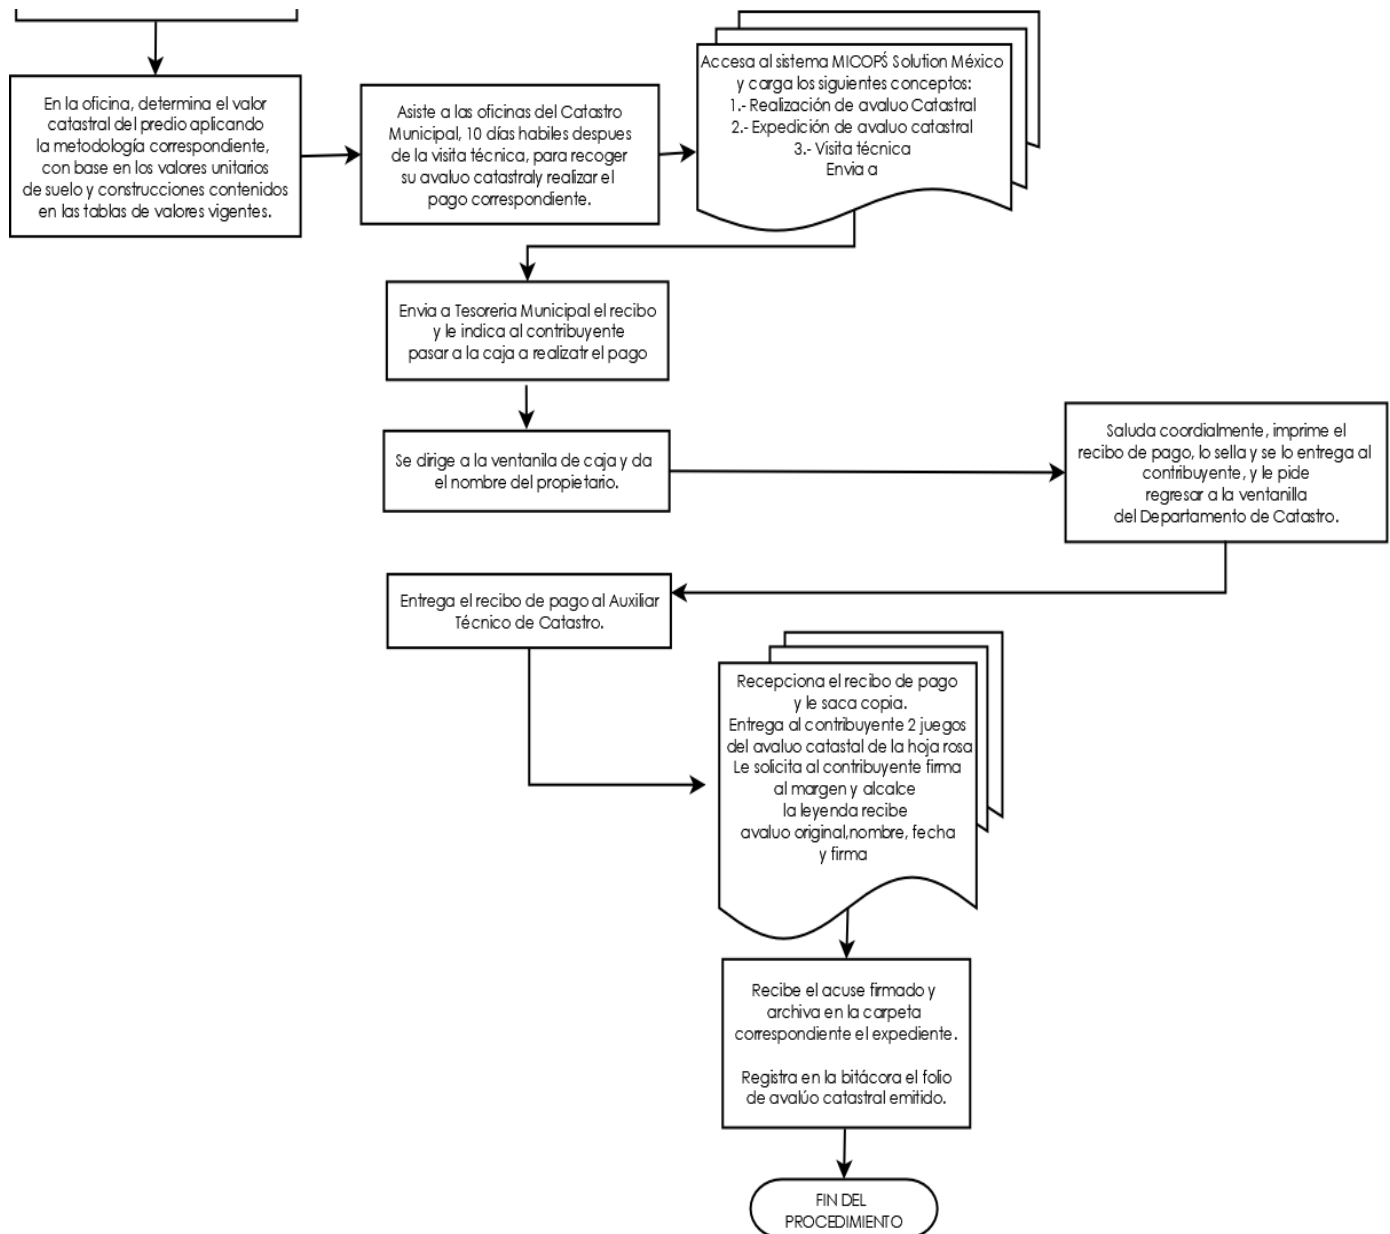 En la oficina, determina el valor
catastral del predio aplicando
la metodología correspondiente,
con base en los valores unitarios
de suelo y construcciones contenidos
en las tablas de valores vigentes.
Asiste a las oficinas del Catastro
Municipal, 10 días habiles despues
de la visita técnica, para recoger
su avaluo catastraly realizar el
pago correspondiente.
Accesa al sistema MICOPŚ Solution México
y carga los siguientes conceptos:
1.- Realización de avaluo Catastral
2.- Expedición de avaluo catastral
3.- Visita técnica
Envia a
Envia a Tesoreria Municipal el recibo
y le indica al contribuyente
pasar a la caja a realizatr el pago
Se dirige a la ventanila de caja y da
el nombre del propietario.
Saluda coordialmente, imprime el
recibo de pago, lo sella y se lo entrega al
contribuyente, y le pide
regresar a la ventanilla
del Departamento de Catastro.
Entrega el recibo de pago al Auxiliar
Técnico de Catastro.
Recepciona el recibo de pago
y le saca copia.
Entrega al contribuyente 2 juegos
del avaluo catastal de la hoja rosa
Le solicita al contribuyente firma
al margen y alcalce
la leyenda recibe
avaluo original,nombre, fecha
y firma
Recibe el acuse firmado y
archiva en la carpeta
correspondiente el expediente.
Registra en la bitácora el folio
de avalúo catastral emitido.
FIN DEL
PROCEDIMIENTO